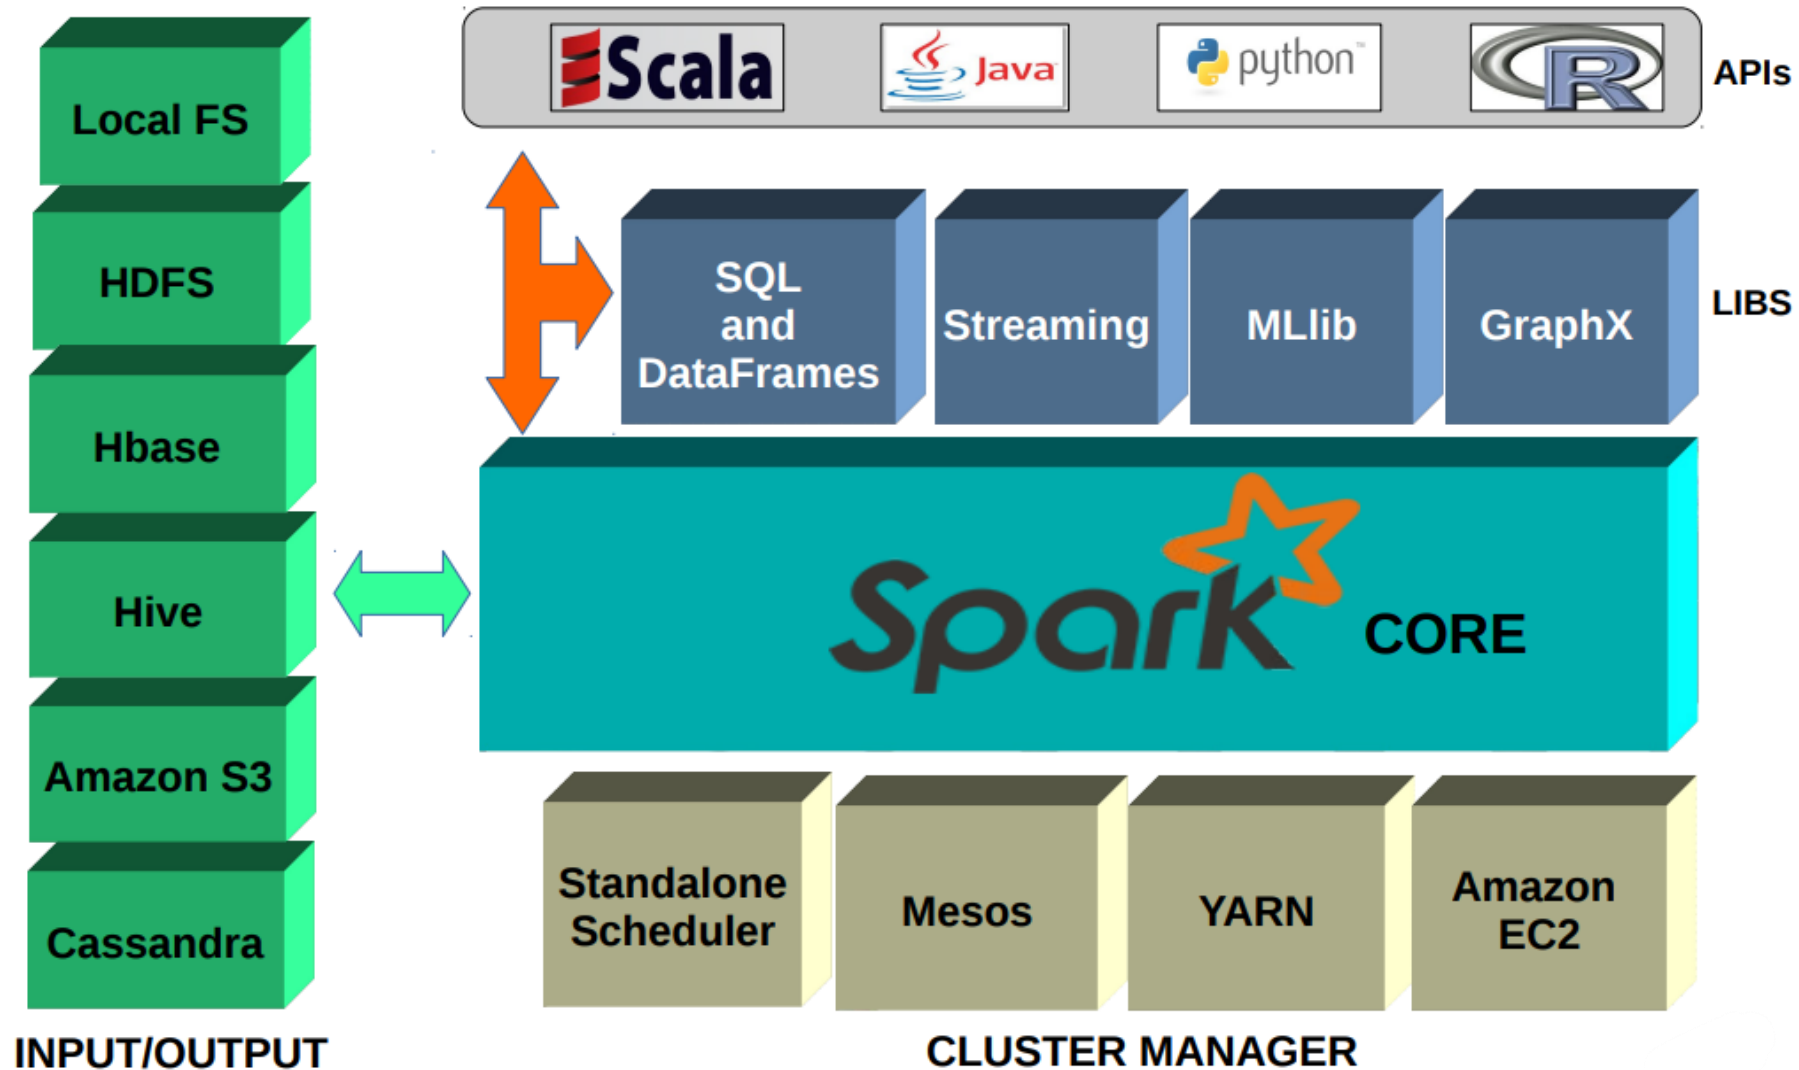 Scala
Java
python™
R
APIs
Local FS
HDFS
Hbase
Hive
Amazon S3
Cassandra
INPUT/OUTPUT
SQL
and
DataFrames
Streaming
MLlib
GraphX
LIBS
Spark
CORE
Standalone
Scheduler
Mesos
YARN
Amazon
EC2
CLUSTER MANAGER